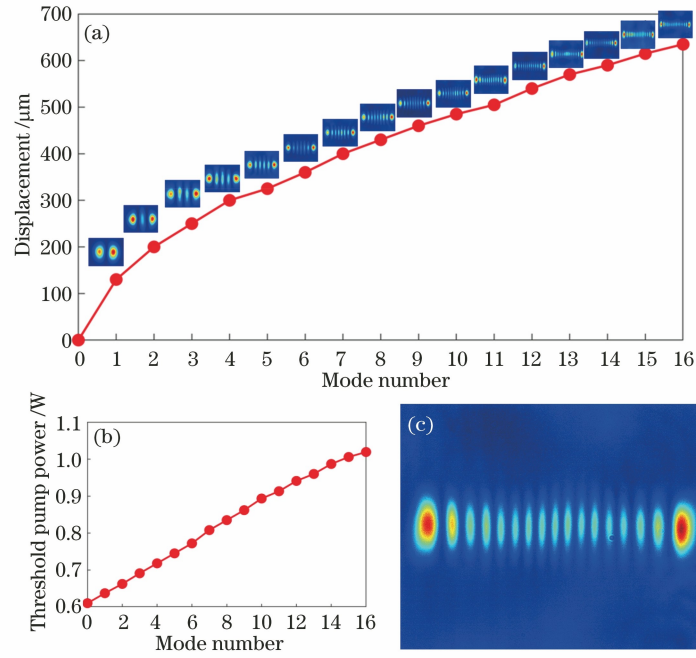 (a)
700
600
500
400
300
200
100
0
Displacement /μm
0 1 2 3 4 5 6 7 8 9 10 11 12 13 14 15 16
Mode number
(b)
1.1
1.0
0.9
0.8
0.7
0.6
Threshold pump power /W
0 2 4 6 8 10 12 14 16
Mode number
(c)